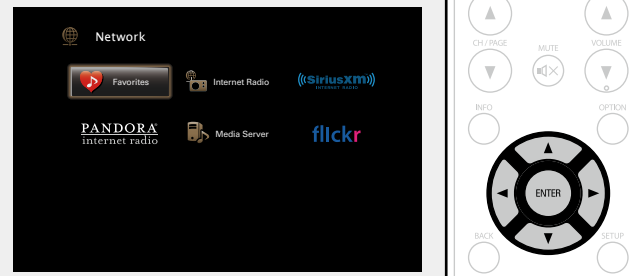 Network
Favorites
Internet Radio
((SiriusXM))
INTERNET RADIO
PANDORA®
internet radio
Media Server
flickr
CH / PAGE
MUTE
VOLUME
INFO
OPTION
ENTER
BACK
SETUP